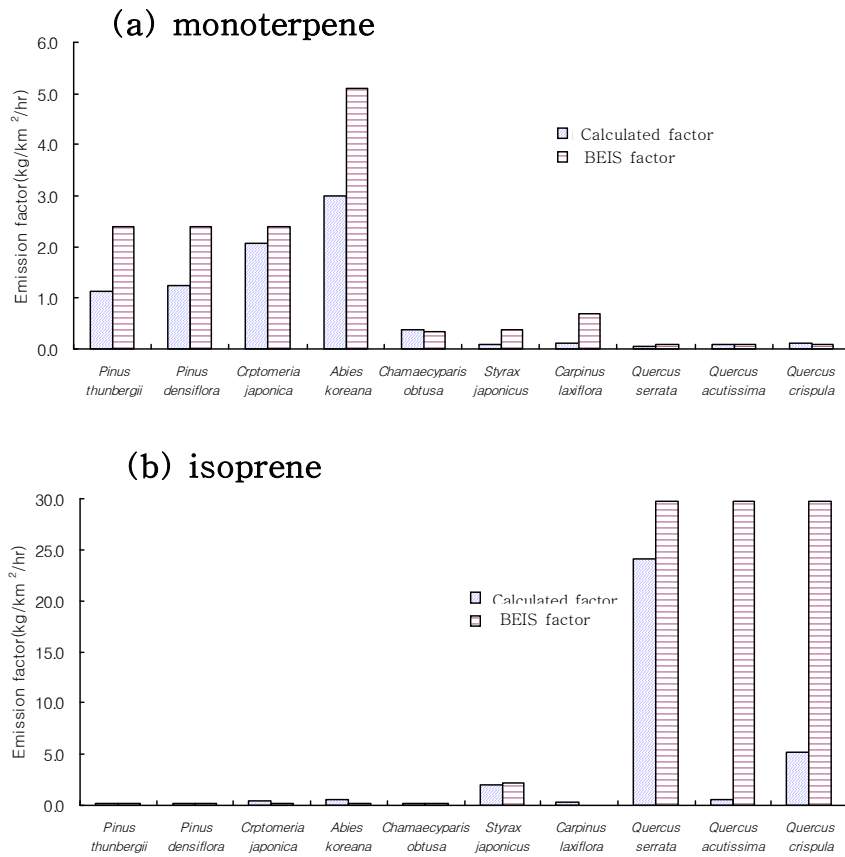 (a) monoterpene
6.0
5.0
4.0
3.0
2.0
1.0
0.0
Emission factor(kg/km²/hr)
Calculated factor
BEIS factor
Pinus thunbergii
Pinus densiflora
Crptomeria japonica
Abies koreana
Chamaecyparis obtusa
Styrax japonicus
Carpinus laxiflora
Quercus serrata
Quercus acutissima
Quercus crispula
(b) isoprene
30.0
25.0
20.0
15.0
10.0
5.0
0.0
Emission factor(kg/km²/hr)
Calculated factor
BEIS factor
Pinus thunbergii
Pinus densiflora
Crptomeria japonica
Abies koreana
Chamaecyparis obtusa
Styrax japonicus
Carpinus laxiflora
Quercus serrata
Quercus acutissima
Quercus crispula